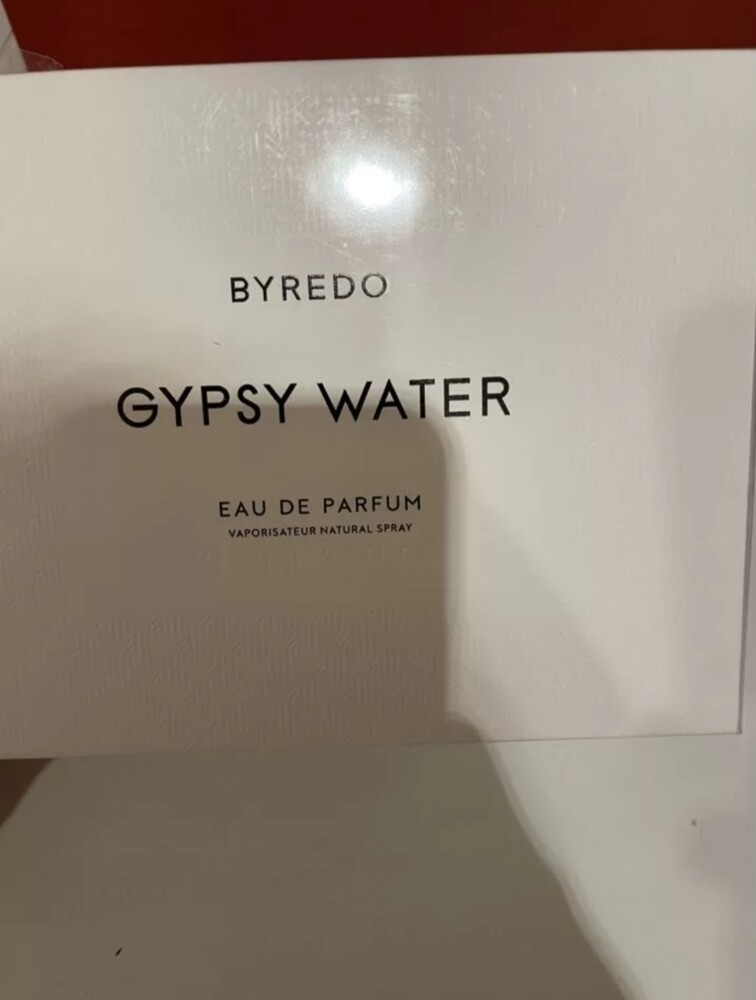 BYREDO
GYPSY WATER
EAU DE PARFUM
VAPORISATEUR NATURAL SPRAY